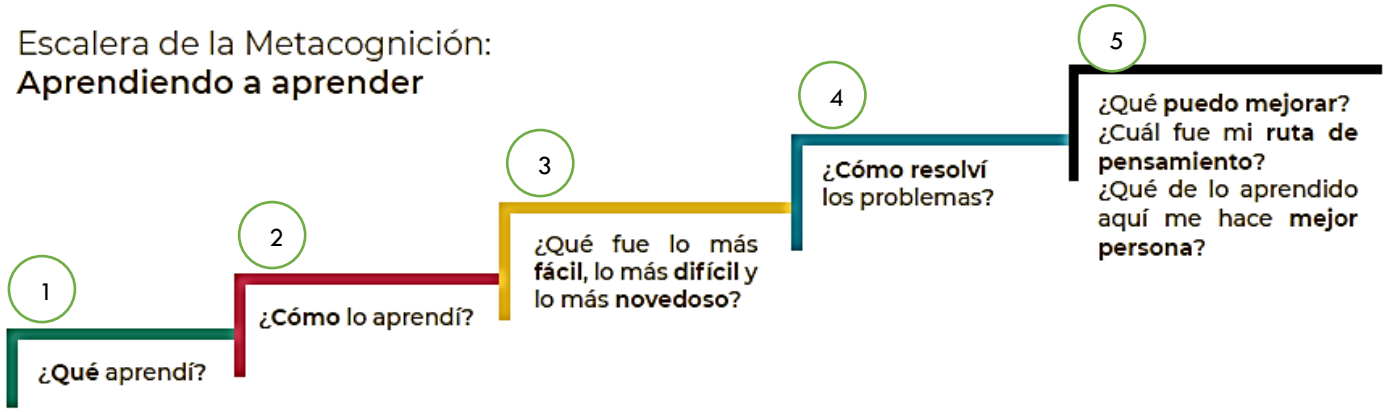 Escalera de la Metacognición:
Aprendiendo a aprender
1
¿Qué aprendí?
2
¿Cómo lo aprendí?
3
¿Qué fue lo más
fácil, lo más difícil y
lo más novedoso?
4
¿Cómo resolví
los problemas?
5
¿Qué puedo mejorar?
¿Cuál fue mi ruta de
pensamiento?
¿Qué de lo aprendido
aquí me hace mejor
persona?